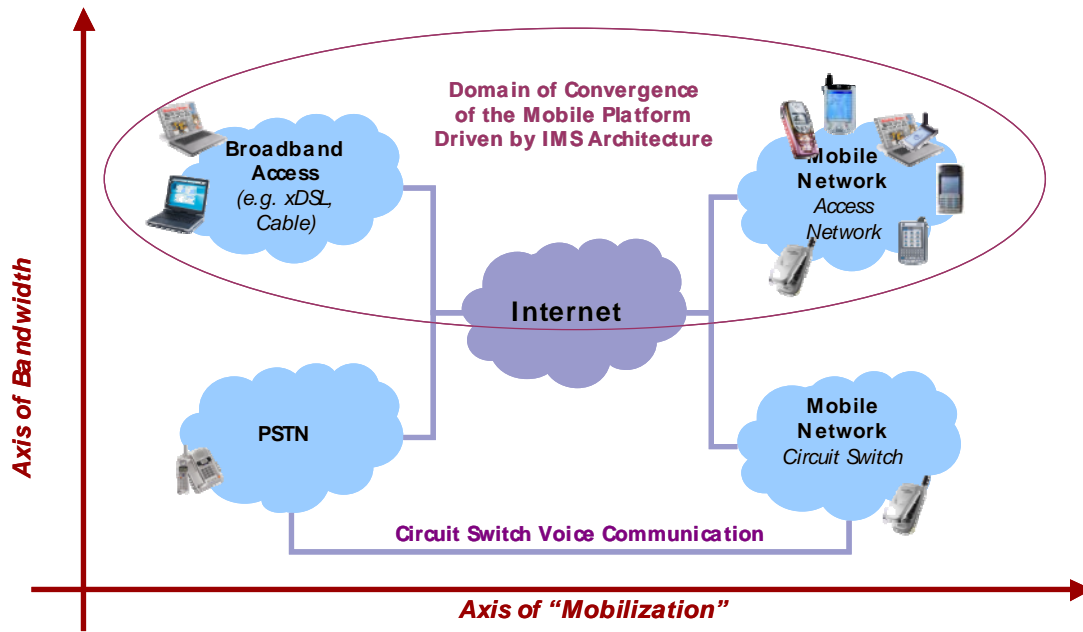 Domain of Convergence
of the Mobile Platform
Driven by IMS Architecture
Broadband
Access
(e.g. xDSL,
Cable)
Mobile
Network
Access
Network
Internet
Axis of Bandwidth
PSTN
Mobile
Network
Circuit Switch
Circuit Switch Voice Communication
Axis of “Mobilization”